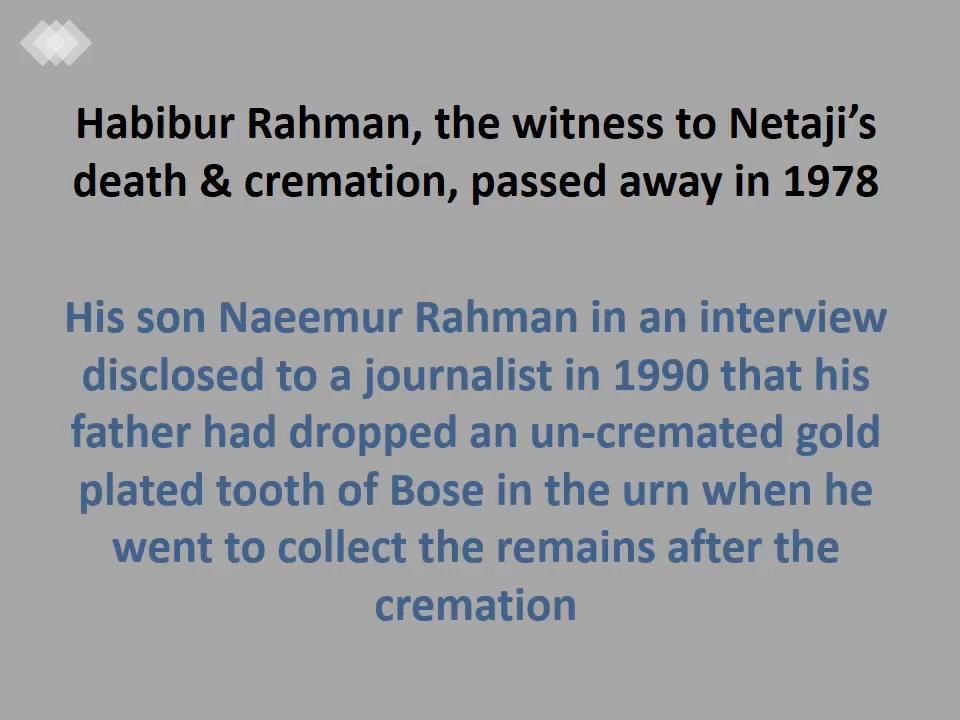 Habibur Rahman, the witness to Netaji’s
death & cremation, passed away in 1978
His son Naeemur Rahman in an interview
disclosed to a journalist in 1990 that his
father had dropped an un-cremated gold
plated tooth of Bose in the urn when he
went to collect the remains after the
cremation